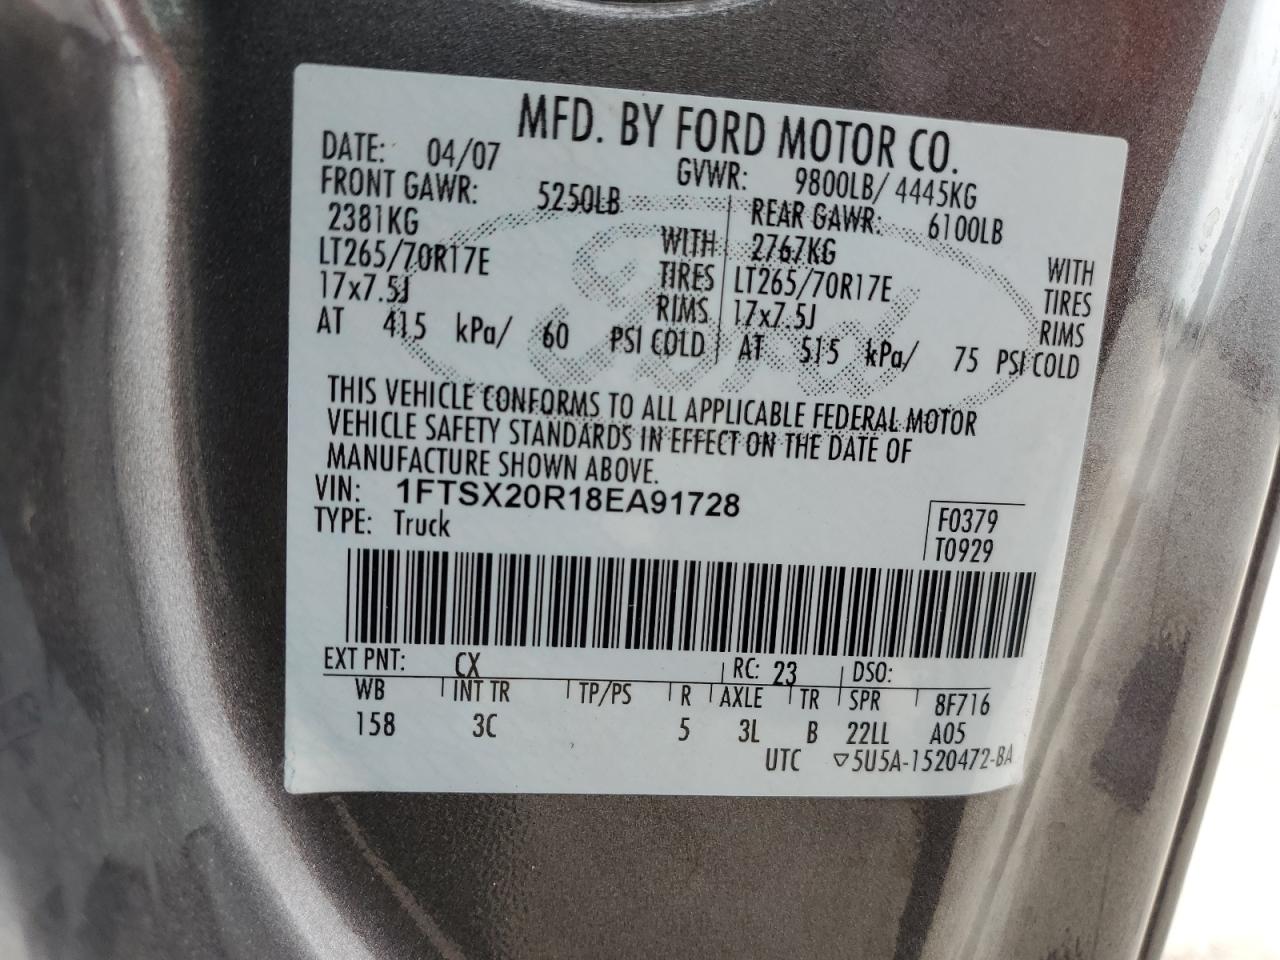 MFD. BY FORD MOTOR CO.
DATE: 04/07 GVWR: 9800LB/ 4445KG
FRONT GAWR: 5250LB REAR GAWR: 6100LB
2381KG WITH 2767KG WITH
LT265/70R17E TIRES LT265/70R17E TIRES
17x7.5J RIMS 17x7.5J RIMS
AT 415 kPa/ 60 PSI COLD AT 515 kPa/ 75 PSI COLD
THIS VEHICLE CONFORMS TO ALL APPLICABLE FEDERAL MOTOR
VEHICLE SAFETY STANDARDS IN EFFECT ON THE DATE OF
MANUFACTURE SHOWN ABOVE.
VIN: 1FTSX20R18EA91728
TYPE: Truck
F0379
T0929
EXT PNT: CX RC: 23 DSO:
WB INT TR TP/PS R AXLE TR SPR 8F716
158 3C 5 3L B 22LL A05
UTC ▽5U5A-1520472-BA
Ford